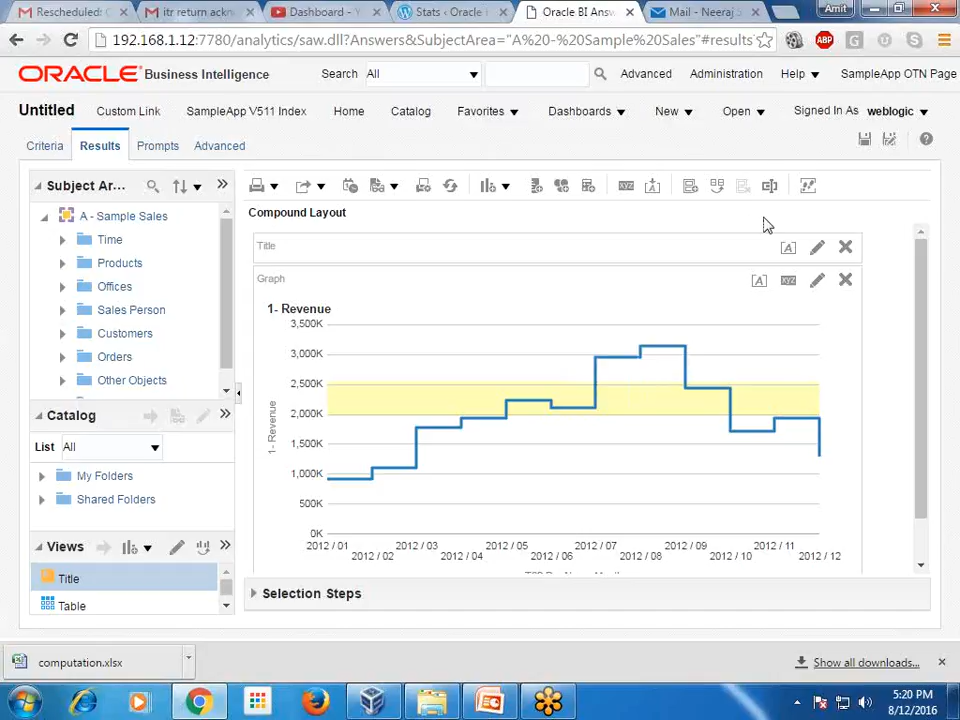 Rescheduled:
itr return ackn
Dashboard - Y
Stats ‹ Oracle
Oracle BI Answ
Mail - Neeraj.
Amit
192.168.1.12:7780/analytics/saw.dll?Answers&SubjectArea="A%20-%20Sample%20Sales"#results
ABP
ORACLE Business Intelligence
Search All
Advanced Administration Help SampleApp OTN Page
Untitled Custom Link SampleApp V511 Index Home Catalog Favorites Dashboards New Open Signed In As weblogic
Criteria Results Prompts Advanced
Subject Ar...
A - Sample Sales
Time
Products
Offices
Sales Person
Customers
Orders
Other Objects
Catalog
List All
My Folders
Shared Folders
Views
Title
Table
Compound Layout
Title
Graph
1- Revenue
3,500K
3,000K
2,500K
2,000K
1,500K
1,000K
500K
0K
1- Revenue
2012 / 01 2012 / 03 2012 / 05 2012 / 07 2012 / 09 2012 / 11
2012 / 02 2012 / 04 2012 / 06 2012 / 08 2012 / 10 2012 / 12
Selection Steps
computation.xlsx
Show all downloads...
5:20 PM
8/12/2016